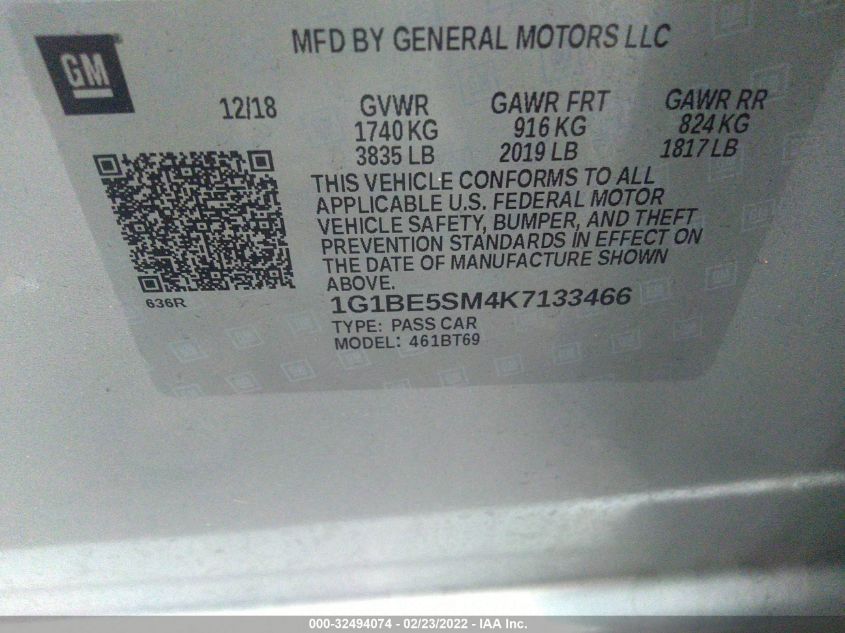 GM
MFD BY GENERAL MOTORS LLC
12/18
GVWR
1740 KG
3835 LB
GAWR FRT
916 KG
2019 LB
GAWR RR
824 KG
1817 LB
THIS VEHICLE CONFORMS TO ALL
APPLICABLE U.S. FEDERAL MOTOR
VEHICLE SAFETY, BUMPER, AND THEFT
PREVENTION STANDARDS IN EFFECT ON
THE DATE OF MANUFACTURE SHOWN
ABOVE.
636R
1G1BE5SM4K7133466
TYPE: PASS CAR
MODEL: 461BT69
000-32494074 - 02/23/2022 - IAA Inc.